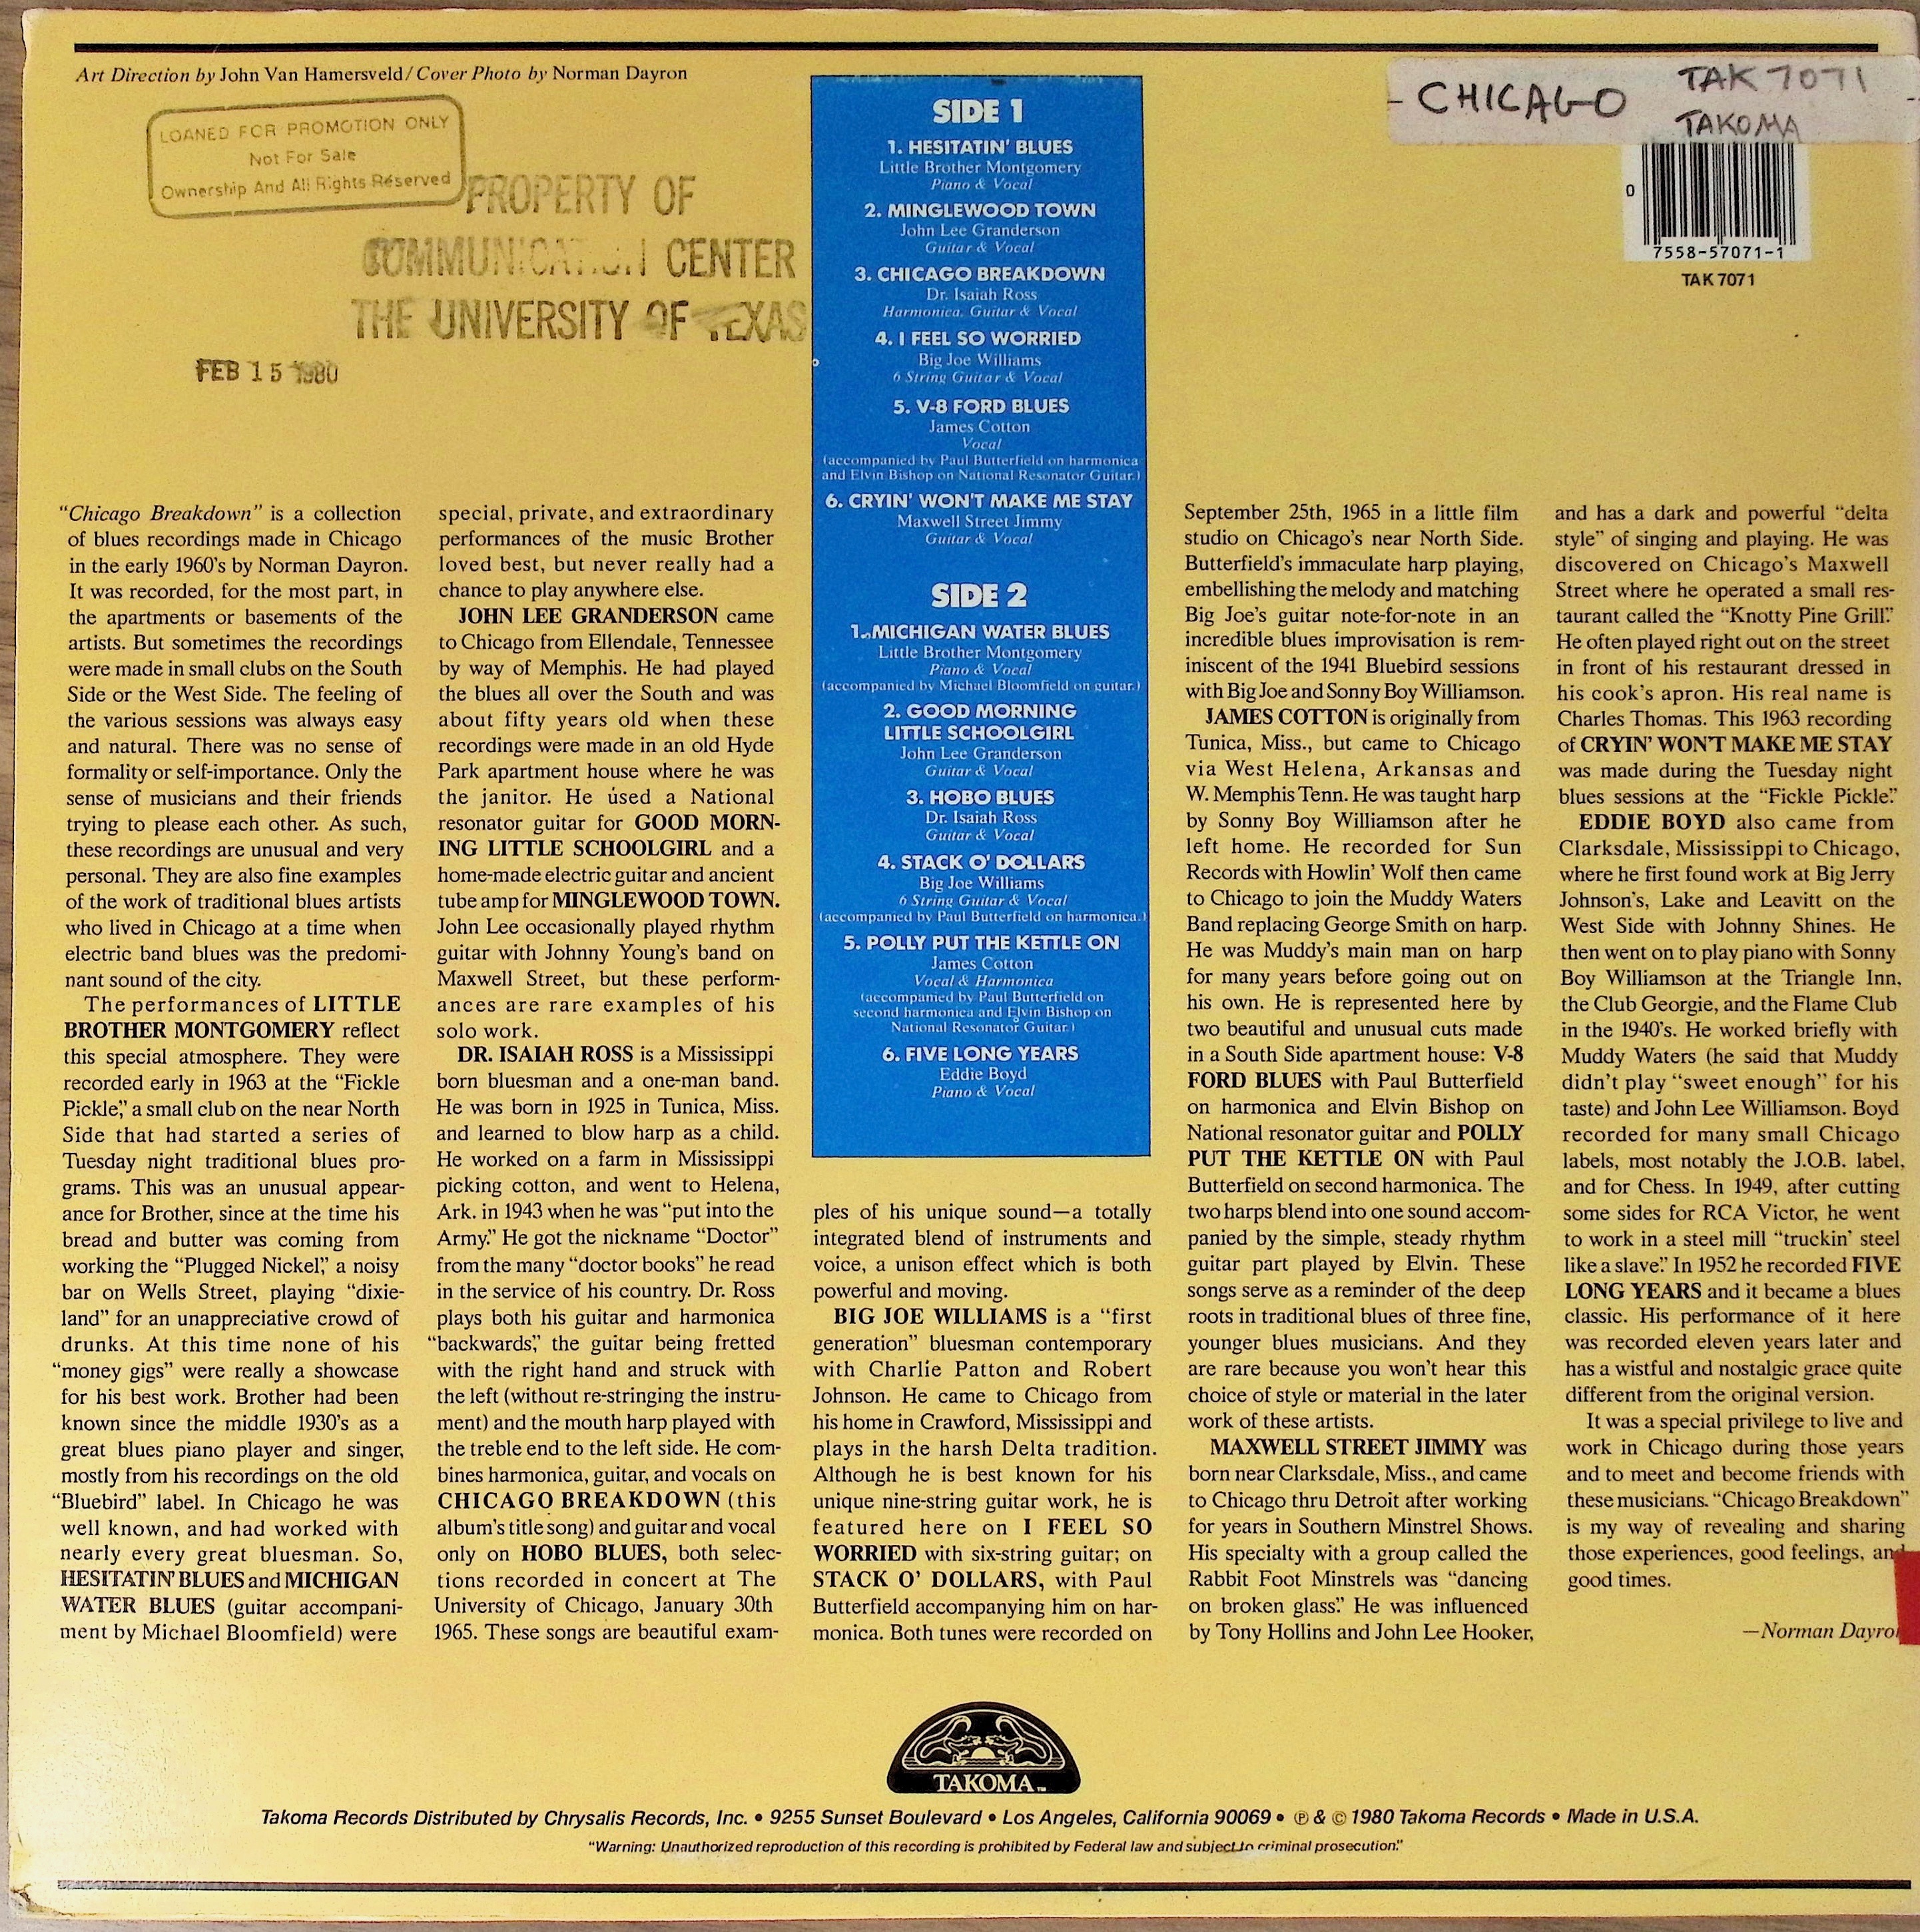 Art Direction by John Van Hamersveld/Cover Photo by Norman Dayron
LOANED FOR PROMOTION ONLY
Not For Sale
Ownership And All Rights Reserved
PROPERTY OF
COMMUNICATION CENTER
THE UNIVERSITY OF TEXAS
FEB 15 1980
CHICAGO
TAK 7071
TAKOMA
0
7558-57071-1
TAK 7071
SIDE 1
1. HESITATIN' BLUES
Little Brother Montgomery
Piano & Vocal
2. MINGLEWOOD TOWN
John Lee Granderson
Guitar & Vocal
3. CHICAGO BREAKDOWN
Dr. Isaiah Ross
Harmonica, Guitar & Vocal
4. I FEEL SO WORRIED
Big Joe Williams
6 String Guitar & Vocal
5. V-8 FORD BLUES
James Cotton
Vocal
(accompanied by Paul Butterfield on harmonica
and Elvin Bishop on National Resonator Guitar.)
6. CRYIN' WON'T MAKE ME STAY
Maxwell Street Jimmy
Guitar & Vocal
SIDE 2
1. MICHIGAN WATER BLUES
Little Brother Montgomery
Piano & Vocal
(accompanied by Michael Bloomfield on guitar.)
2. GOOD MORNING
LITTLE SCHOOLGIRL
John Lee Granderson
Guitar & Vocal
3. HOBO BLUES
Dr. Isaiah Ross
Guitar & Vocal
4. STACK O' DOLLARS
Big Joe Williams
6 String Guitar & Vocal
(accompanied by Paul Butterfield on harmonica.)
5. POLLY PUT THE KETTLE ON
James Cotton
Vocal & Harmonica
(accompanied by Paul Butterfield on
second harmonica and Elvin Bishop on
National Resonator Guitar.)
6. FIVE LONG YEARS
Eddie Boyd
Piano & Vocal
"Chicago Breakdown" is a collection
of blues recordings made in Chicago
in the early 1960's by Norman Dayron.
It was recorded, for the most part, in
the apartments or basements of the
artists. But sometimes the recordings
were made in small clubs on the South
Side or the West Side. The feeling of
the various sessions was always easy
and natural. There was no sense of
formality or self-importance. Only the
sense of musicians and their friends
trying to please each other. As such,
these recordings are unusual and very
personal. They are also fine examples
of the work of traditional blues artists
who lived in Chicago at a time when
electric band blues was the predomi-
nant sound of the city.
The performances of LITTLE
BROTHER MONTGOMERY reflect
this special atmosphere. They were
recorded early in 1963 at the "Fickle
Pickle," a small club on the near North
Side that had started a series of
Tuesday night traditional blues pro-
grams. This was an unusual appear-
ance for Brother, since at the time his
bread and butter was coming from
working the "Plugged Nickel," a noisy
bar on Wells Street, playing "dixie-
land" for an unappreciative crowd of
drunks. At this time none of his
"money gigs" were really a showcase
for his best work. Brother had been
known since the middle 1930's as a
great blues piano player and singer,
mostly from his recordings on the old
"Bluebird" label. In Chicago he was
well known, and had worked with
nearly every great bluesman. So,
HESITATIN' BLUES and MICHIGAN
WATER BLUES (guitar accompani-
ment by Michael Bloomfield) were
special, private, and extraordinary
performances of the music Brother
loved best, but never really had a
chance to play anywhere else.
JOHN LEE GRANDERSON came
to Chicago from Ellendale, Tennessee
by way of Memphis. He had played
the blues all over the South and was
about fifty years old when these
recordings were made in an old Hyde
Park apartment house where he was
the janitor. He used a National
resonator guitar for GOOD MORN-
ING LITTLE SCHOOLGIRL and a
home-made electric guitar and ancient
tube amp for MINGLEWOOD TOWN.
John Lee occasionally played rhythm
guitar with Johnny Young's band on
Maxwell Street, but these perform-
ances are rare examples of his
solo work.
DR. ISAIAH ROSS is a Mississippi
born bluesman and a one-man band.
He was born in 1925 in Tunica, Miss.
and learned to blow harp as a child.
He worked on a farm in Mississippi
picking cotton, and went to Helena,
Ark. in 1943 when he was "put into the
Army." He got the nickname "Doctor"
from the many "doctor books" he read
in the service of his country. Dr. Ross
plays both his guitar and harmonica
"backwards," the guitar being fretted
with the right hand and struck with
the left (without re-stringing the instru-
ment) and the mouth harp played with
the treble end to the left side. He com-
bines harmonica, guitar, and vocals on
CHICAGO BREAKDOWN (this
album's title song) and guitar and vocal
only on HOBO BLUES, both selec-
tions recorded in concert at The
University of Chicago, January 30th
1965. These songs are beautiful exam-
ples of his unique sound—a totally
integrated blend of instruments and
voice, a unison effect which is both
powerful and moving.
BIG JOE WILLIAMS is a "first
generation" bluesman contemporary
with Charlie Patton and Robert
Johnson. He came to Chicago from
his home in Crawford, Mississippi and
plays in the harsh Delta tradition.
Although he is best known for his
unique nine-string guitar work, he is
featured here on I FEEL SO
WORRIED with six-string guitar; on
STACK O' DOLLARS, with Paul
Butterfield accompanying him on har-
monica. Both tunes were recorded on
September 25th, 1965 in a little film
studio on Chicago's near North Side.
Butterfield's immaculate harp playing,
embellishing the melody and matching
Big Joe's guitar note-for-note in an
incredible blues improvisation is rem-
iniscent of the 1941 Bluebird sessions
with Big Joe and Sonny Boy Williamson.
JAMES COTTON is originally from
Tunica, Miss., but came to Chicago
via West Helena, Arkansas and
W. Memphis Tenn. He was taught harp
by Sonny Boy Williamson after he
left home. He recorded for Sun
Records with Howlin' Wolf then came
to Chicago to join the Muddy Waters
Band replacing George Smith on harp.
He was Muddy's main man on harp
for many years before going out on
his own. He is represented here by
two beautiful and unusual cuts made
in a South Side apartment house: V-8
FORD BLUES with Paul Butterfield
on harmonica and Elvin Bishop on
National resonator guitar and POLLY
PUT THE KETTLE ON with Paul
Butterfield on second harmonica. The
two harps blend into one sound accom-
panied by the simple, steady rhythm
guitar part played by Elvin. These
songs serve as a reminder of the deep
roots in traditional blues of three fine,
younger blues musicians. And they
are rare because you won't hear this
choice of style or material in the later
work of these artists.
MAXWELL STREET JIMMY was
born near Clarksdale, Miss., and came
to Chicago thru Detroit after working
for years in Southern Minstrel Shows.
His specialty with a group called the
Rabbit Foot Minstrels was "dancing
on broken glass." He was influenced
by Tony Hollins and John Lee Hooker,
and has a dark and powerful "delta
style" of singing and playing. He was
discovered on Chicago's Maxwell
Street where he operated a small res-
taurant called the "Knotty Pine Grill."
He often played right out on the street
in front of his restaurant dressed in
his cook's apron. His real name is
Charles Thomas. This 1963 recording
of CRYIN' WON'T MAKE ME STAY
was made during the Tuesday night
blues sessions at the "Fickle Pickle."
EDDIE BOYD also came from
Clarksdale, Mississippi to Chicago,
where he first found work at Big Jerry
Johnson's, Lake and Leavitt on the
West Side with Johnny Shines. He
then went on to play piano with Sonny
Boy Williamson at the Triangle Inn,
the Club Georgie, and the Flame Club
in the 1940's. He worked briefly with
Muddy Waters (he said that Muddy
didn't play "sweet enough" for his
taste) and John Lee Williamson. Boyd
recorded for many small Chicago
labels, most notably the J.O.B. label,
and for Chess. In 1949, after cutting
some sides for RCA Victor, he went
to work in a steel mill "truckin' steel
like a slave." In 1952 he recorded FIVE
LONG YEARS and it became a blues
classic. His performance of it here
was recorded eleven years later and
has a wistful and nostalgic grace quite
different from the original version.
It was a special privilege to live and
work in Chicago during those years
and to meet and become friends with
these musicians. "Chicago Breakdown"
is my way of revealing and sharing
those experiences, good feelings, and
good times.
—Norman Dayron
TAKOMA TM
Takoma Records Distributed by Chrysalis Records, Inc. • 9255 Sunset Boulevard • Los Angeles, California 90069 • ℗ & © 1980 Takoma Records • Made in U.S.A.
"Warning: Unauthorized reproduction of this recording is prohibited by Federal law and subject to criminal prosecution."